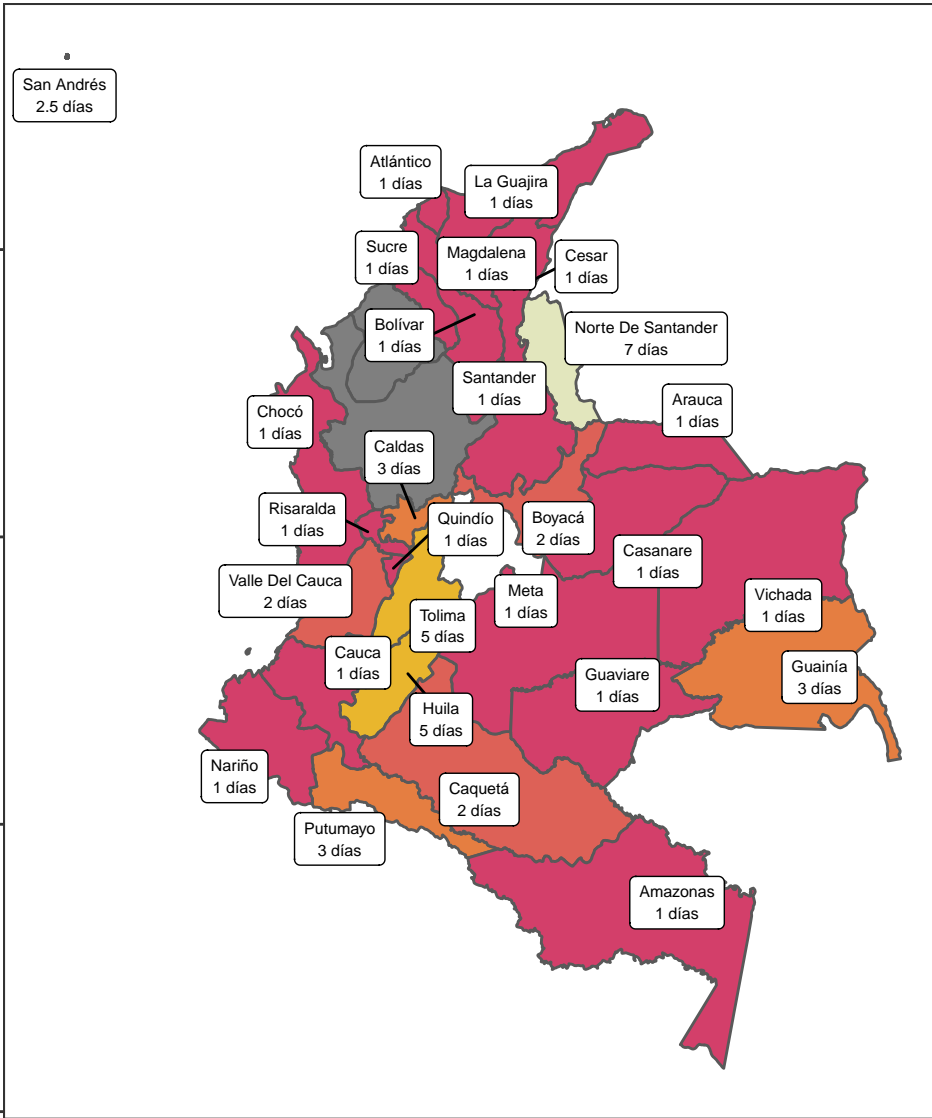 San Andrés
2.5 días
Atlántico
1 días
La Guajira
1 días
Sucre
1 días
Magdalena
1 días
Cesar
1 días
Bolívar
1 días
Norte De Santander
7 días
Santander
1 días
Arauca
1 días
Chocó
1 días
Caldas
3 días
Risaralda
1 días
Quindío
1 días
Boyacá
2 días
Casanare
1 días
Valle Del Cauca
2 días
Meta
1 días
Vichada
1 días
Tolima
5 días
Cauca
1 días
Guaviare
1 días
Guainía
3 días
Huila
5 días
Nariño
1 días
Caquetá
2 días
Putumayo
3 días
Amazonas
1 días